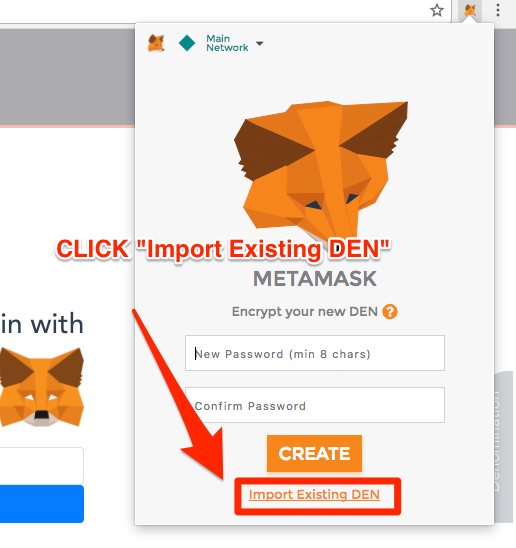 Main
Network
CLICK "Import Existing DEN"
METAMASK
Encrypt your new DEN ?
in with
New Password (min 8 chars)
Confirm Password
Denomination
CREATE
Import Existing DEN